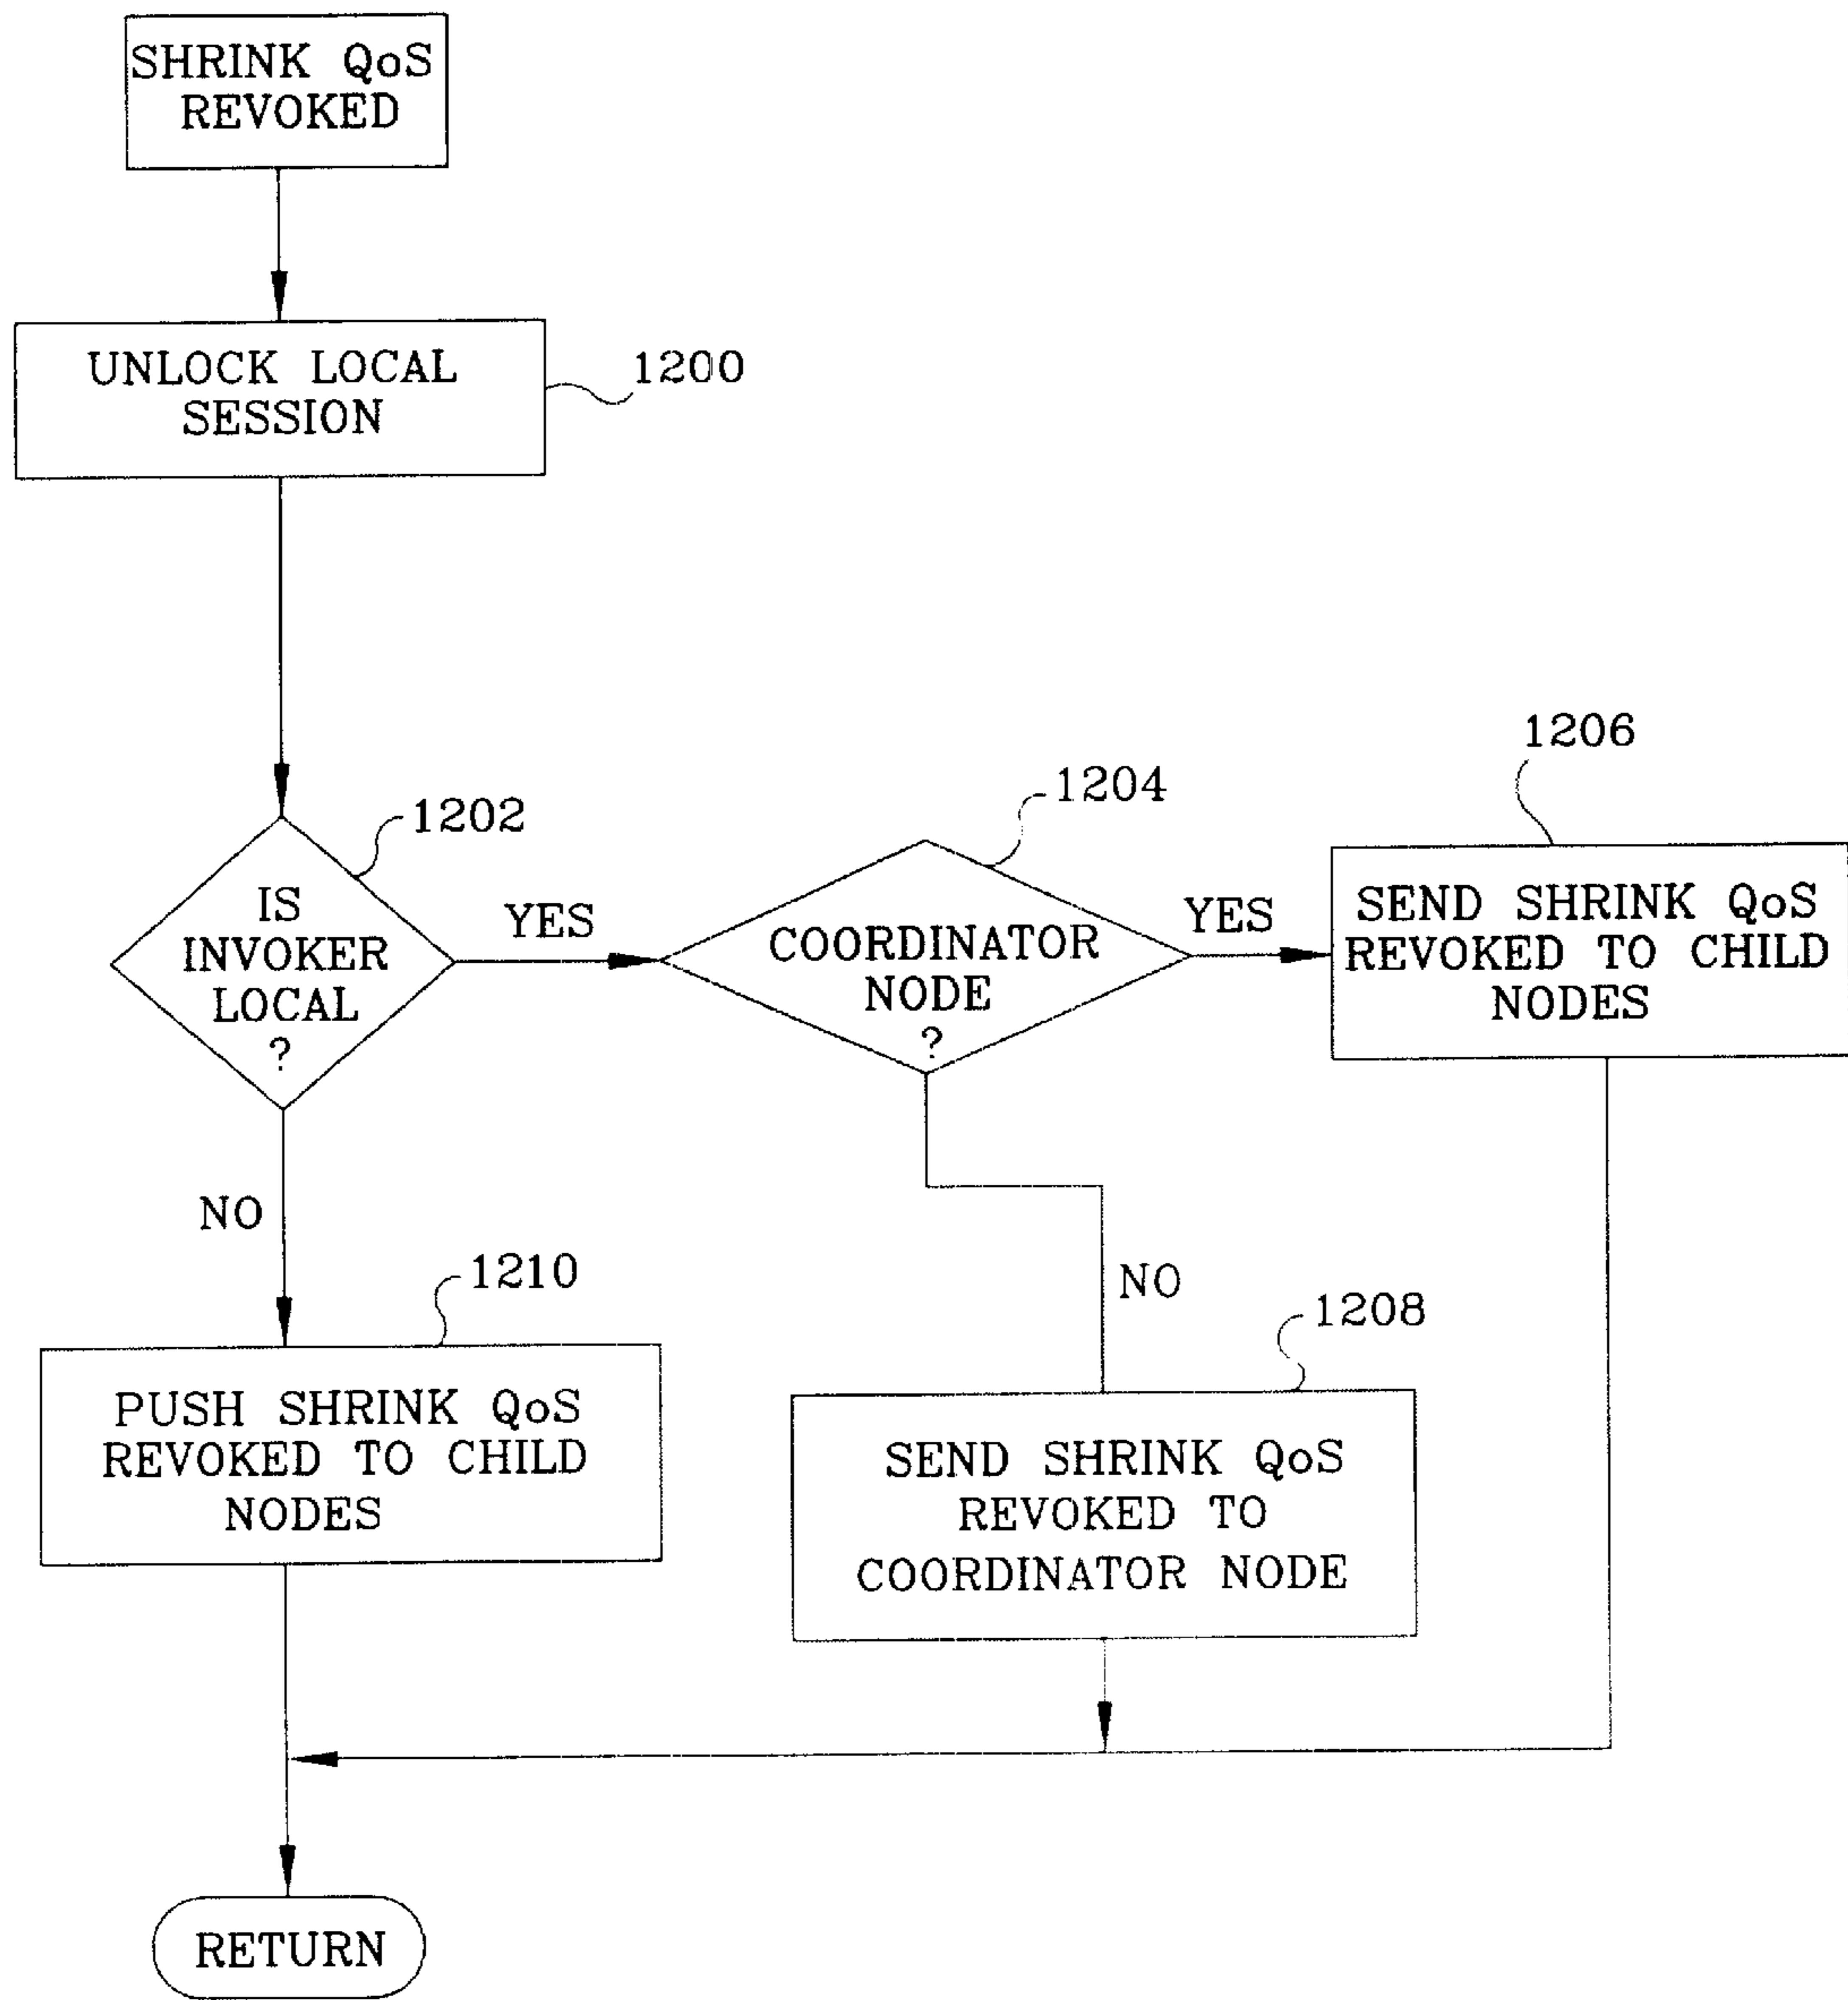 SHRINK QoS
REVOKED
UNLOCK LOCAL
SESSION
1200
1202
IS
INVOKER
LOCAL
?
YES
1204
COORDINATOR
NODE
?
YES
1206
SEND SHRINK QoS
REVOKED TO CHILD
NODES
NO
1210
PUSH SHRINK QoS
REVOKED TO CHILD
NODES
NO
1208
SEND SHRINK QoS
REVOKED TO
COORDINATOR NODE
RETURN